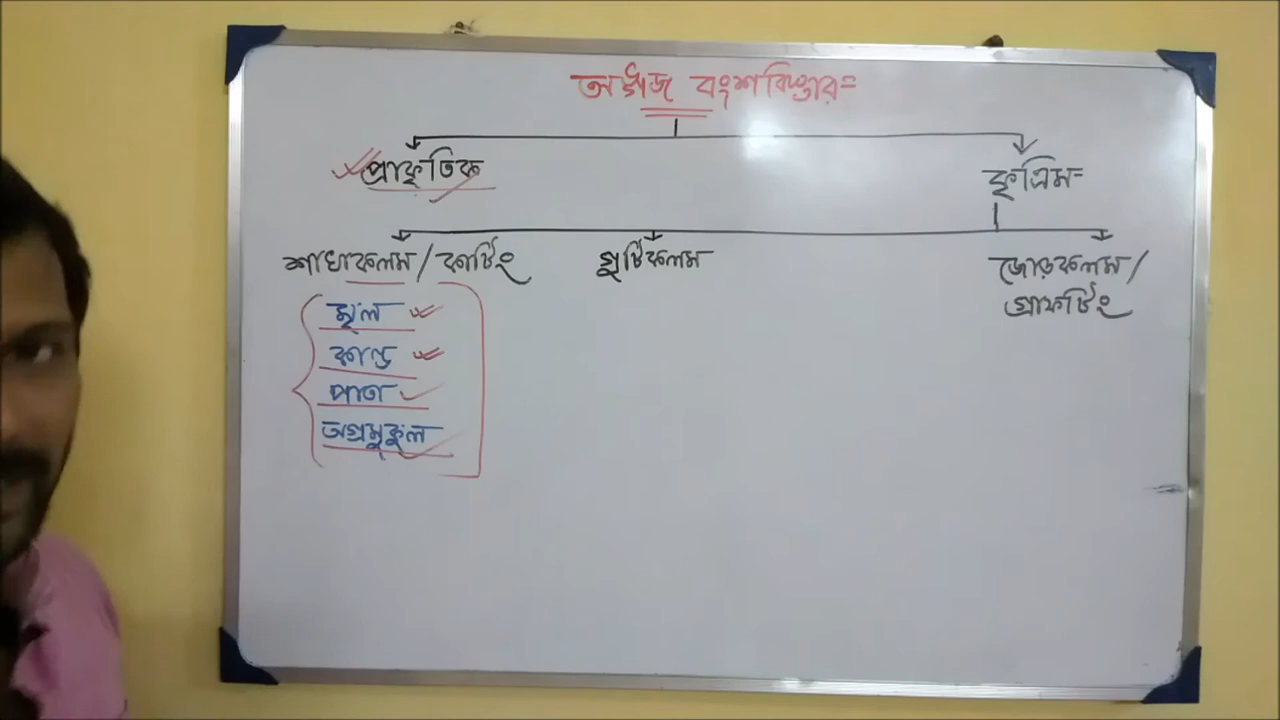 অঙ্গজ বংশবিস্তার=
প্রাকৃতিক
কৃত্রিম=
শাখাকলম/কাটিং
গুটিকলম
জোড়কলম/
গ্রাফটিং
মূল
কান্ড
পাতা
অগ্রমুকুল